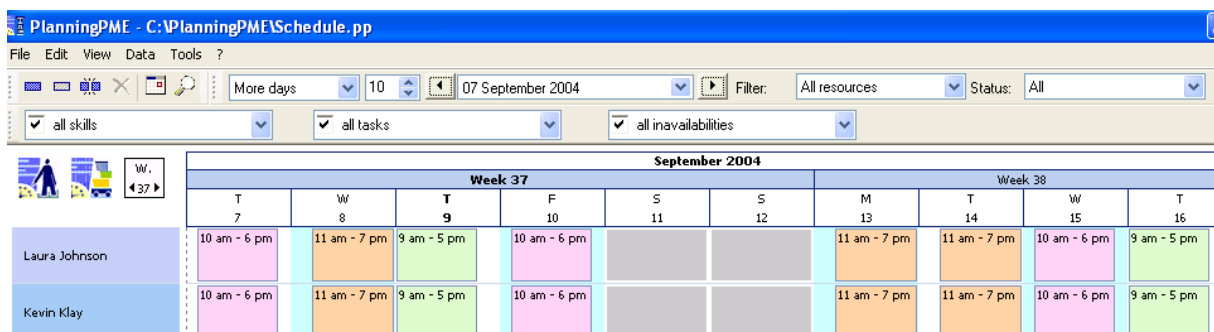 PlanningPME - C:\PlanningPME\Schedule.pp
File Edit View Data Tools ?
More days 10 07 September 2004 Filter: All resources Status: All
all skills all tasks all inavailabilities
W.
37
September 2004
Week 37 Week 38
T W T F S S M T W T
7 8 9 10 11 12 13 14 15 16
Laura Johnson 10 am - 6 pm 11 am - 7 pm 9 am - 5 pm 10 am - 6 pm 11 am - 7 pm 11 am - 7 pm 10 am - 6 pm 9 am - 5 pm
Kevin Klay 10 am - 6 pm 11 am - 7 pm 9 am - 5 pm 10 am - 6 pm 11 am - 7 pm 11 am - 7 pm 10 am - 6 pm 9 am - 5 pm